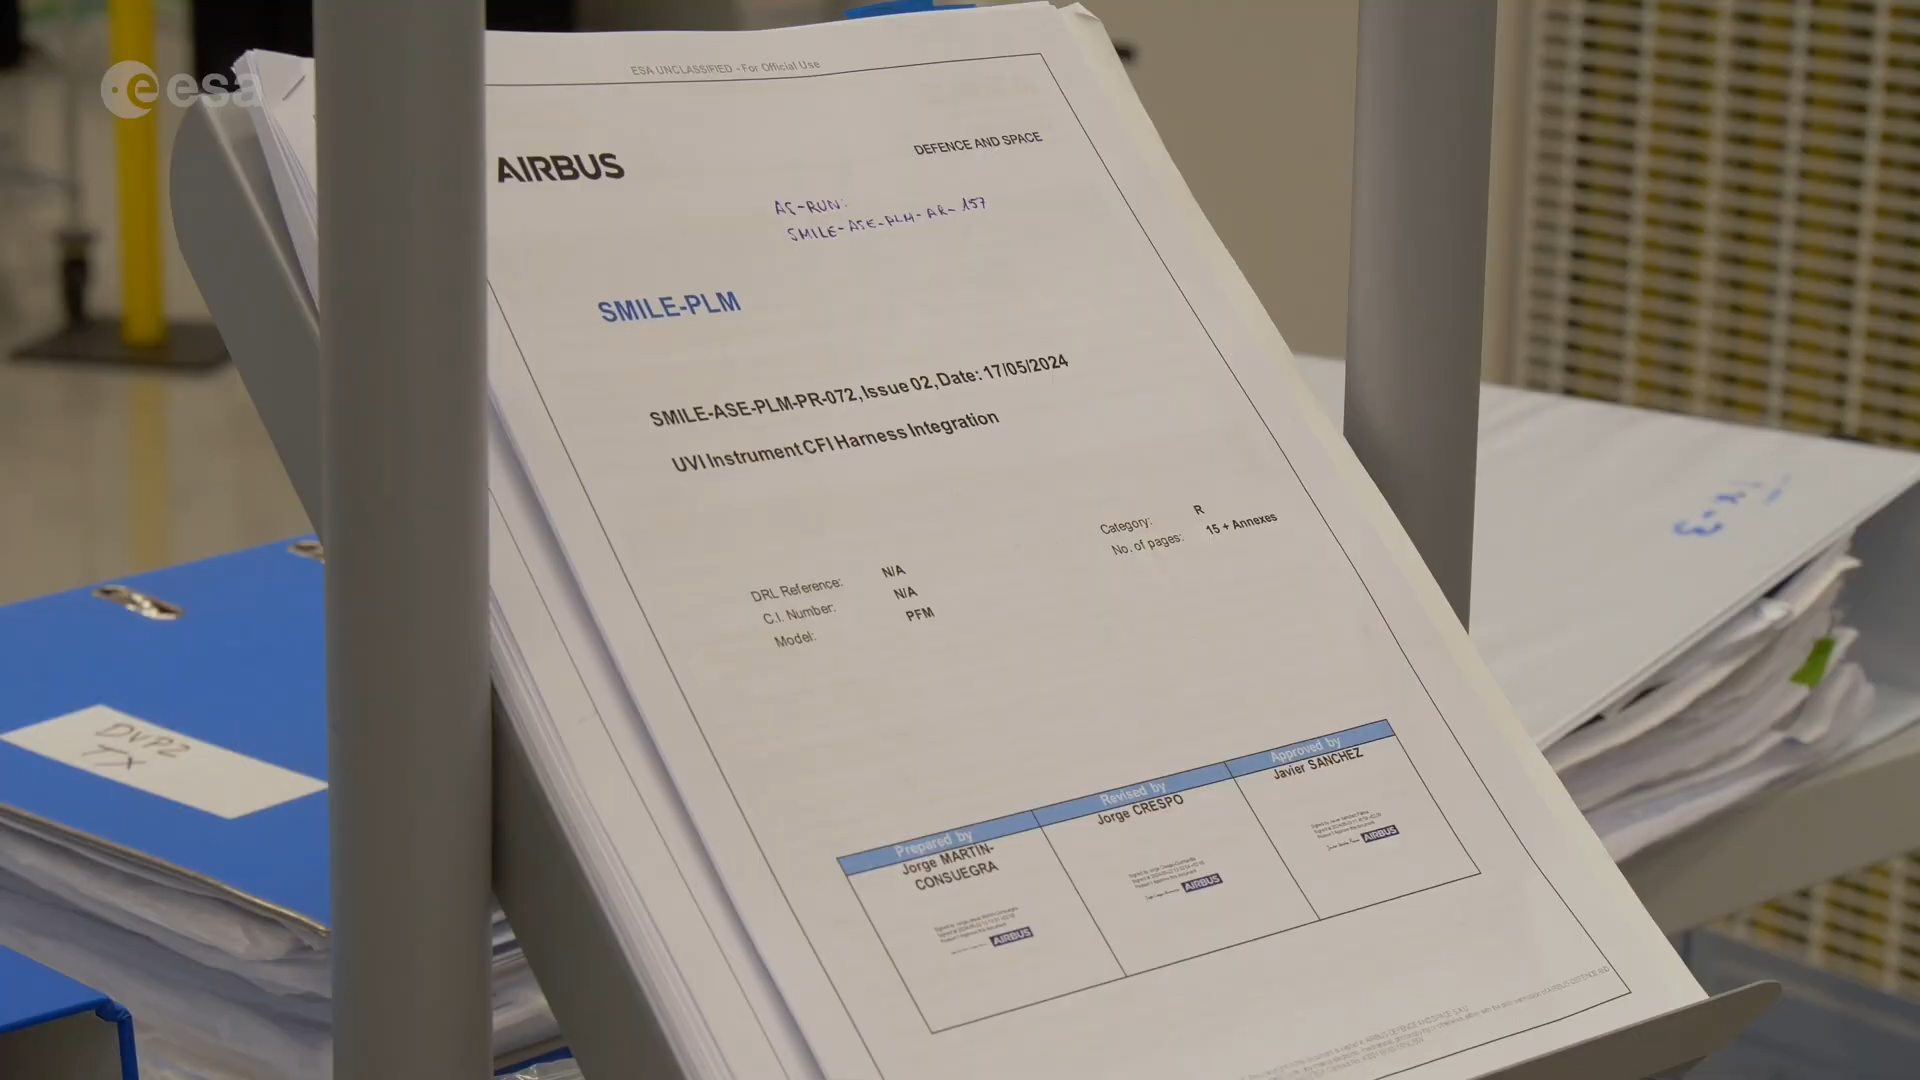 esa
ESA UNCLASSIFIED - For Official Use
AIRBUS
DEFENCE AND SPACE
AS-RUN:
SMILE-ASE-PLM-AR-157
SMILE-PLM
SMILE-ASE-PLM-PR-072, Issue 02, Date: 17/05/2024
UVI Instrument CFI Harness Integration
Category: R
No. of pages: 15 + Annexes
DRL Reference: N/A
C.I. Number: N/A
Model: PFM
Prepared by
Revised by
Approved by
Jorge MARTÍN-
CONSUEGRA
Jorge CRESPO
Javier SANCHEZ
AIRBUS
AIRBUS
AIRBUS
DVP2
TX